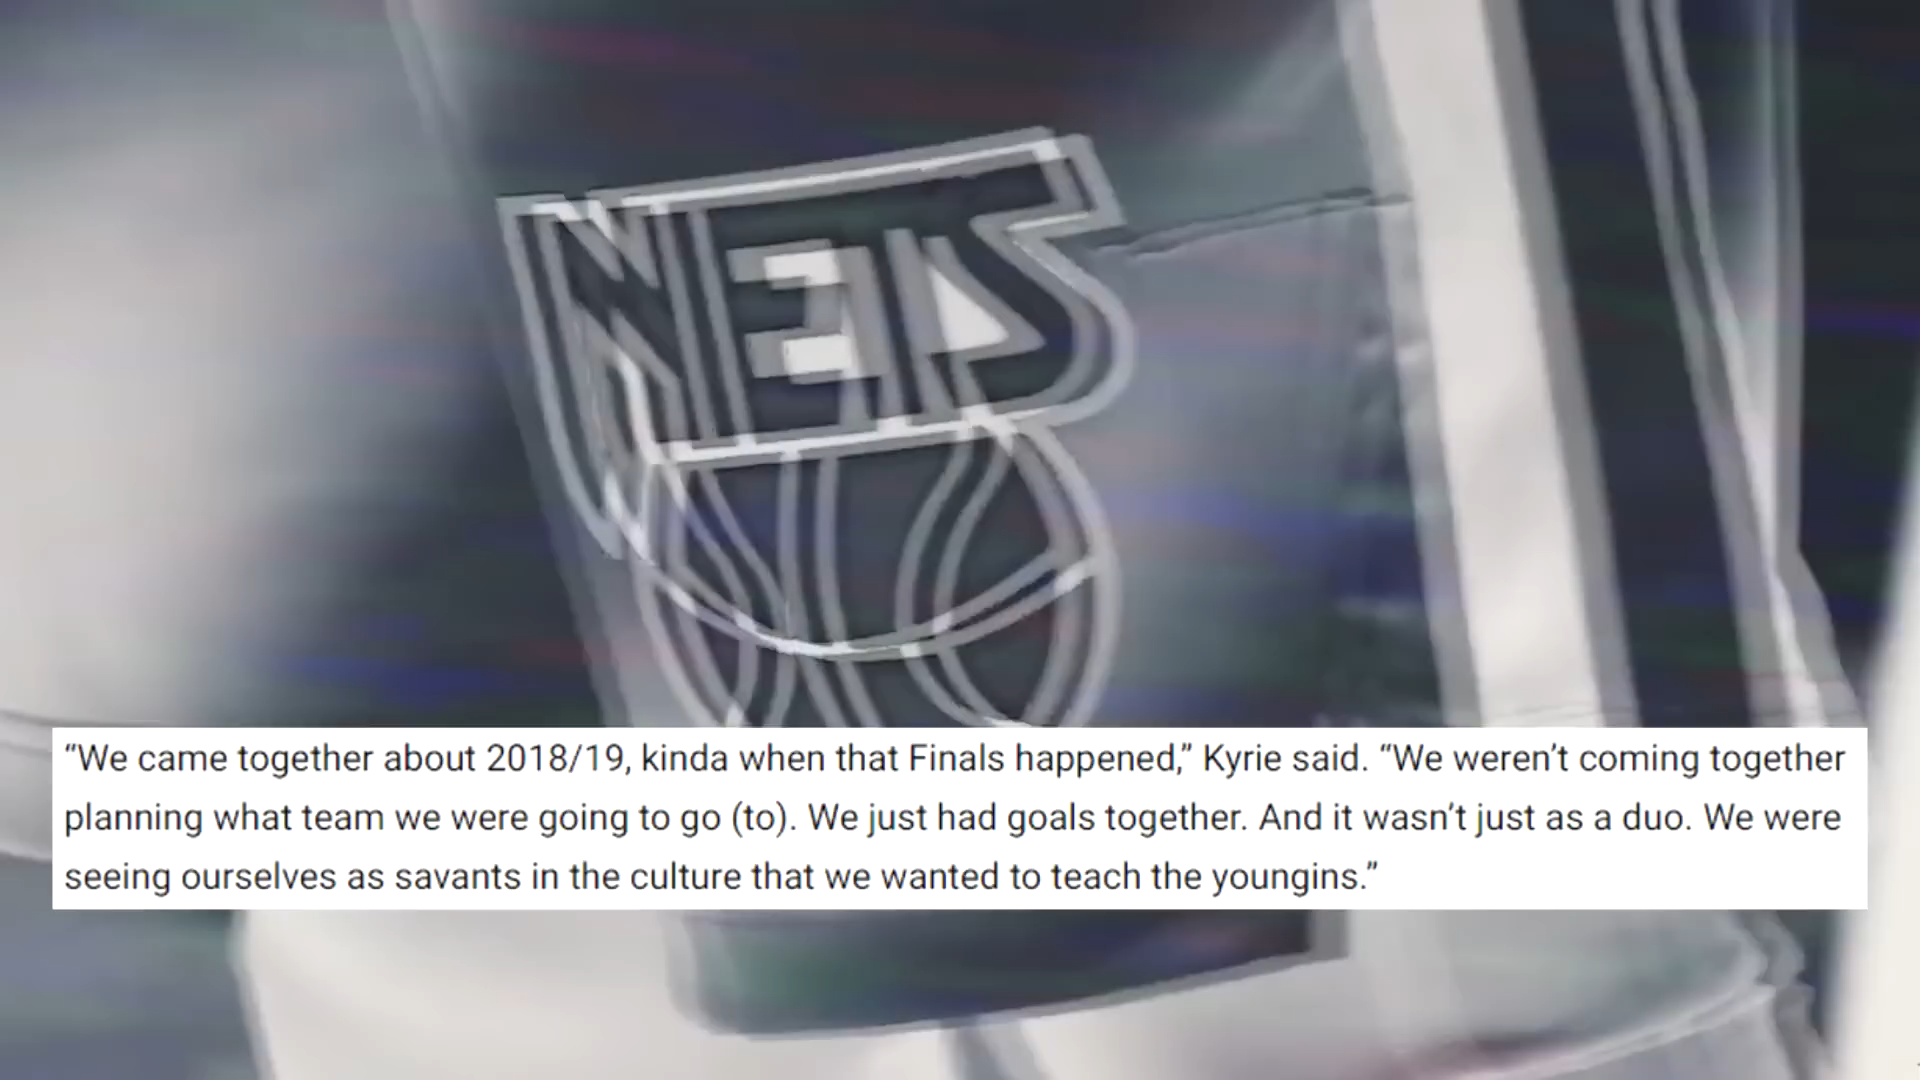 NETS
“We came together about 2018/19, kinda when that Finals happened,” Kyrie said. “We weren’t coming together
planning what team we were going to go (to). We just had goals together. And it wasn’t just as a duo. We were
seeing ourselves as savants in the culture that we wanted to teach the youngins.”